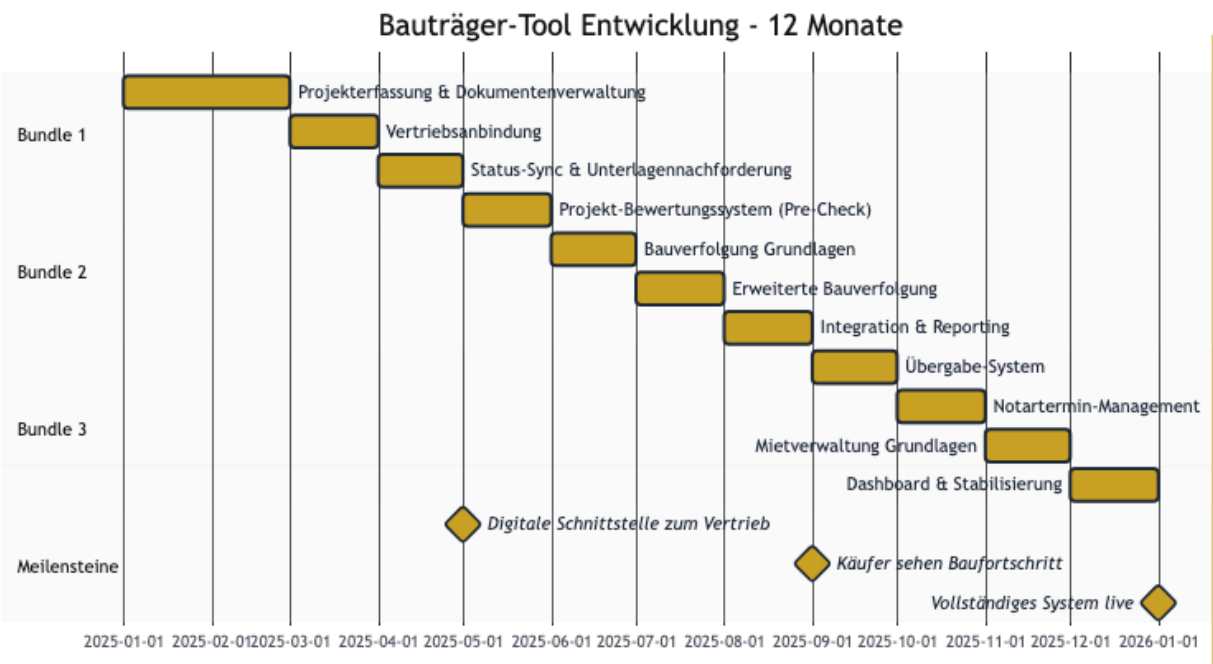 Bauträger-Tool Entwicklung - 12 Monate
Projekterfassung & Dokumentenverwaltung
Bundle 1
Vertriebsanbindung
Status-Sync & Unterlagennachforderung
Projekt-Bewertungssystem (Pre-Check)
Bauverfolgung Grundlagen
Bundle 2
Erweiterte Bauverfolgung
Integration & Reporting
Übergabe-System
Notartermin-Management
Bundle 3
Mietverwaltung Grundlagen
Dashboard & Stabilisierung
Digitale Schnittstelle zum Vertrieb
Meilensteine
Käufer sehen Baufortschritt
Vollständiges System live
2025-01-01 2025-02-01 2025-03-01 2025-04-01 2025-05-01 2025-06-01 2025-07-01 2025-08-01 2025-09-01 2025-10-01 2025-11-01 2025-12-01 2026-01-01